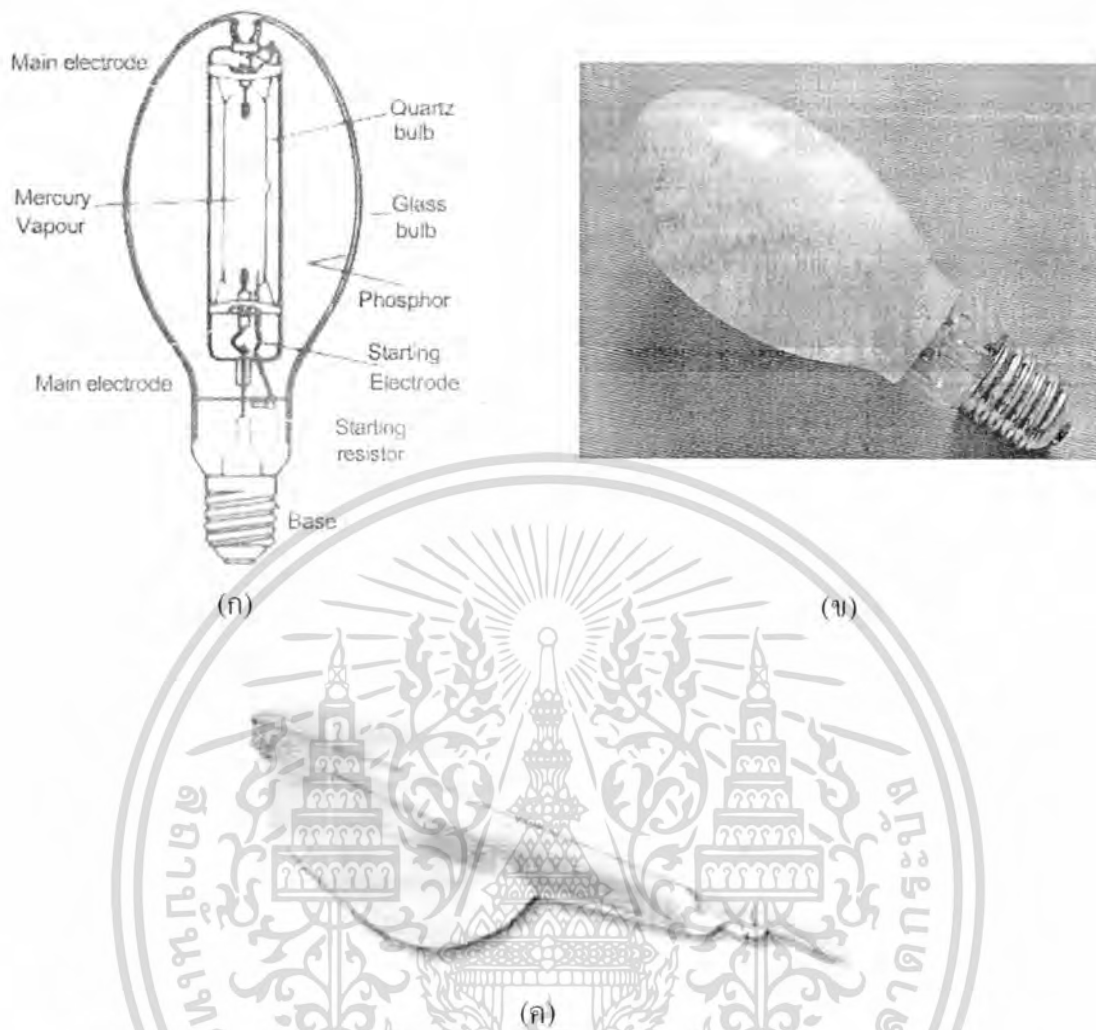 Main electrode
Quartz
bulb
Mercury
Vapour
Glass
bulb
Phosphor
Starting
Electrode
Main electrode
Starting
resistor
Base
(ก)
(ข)
(ค)